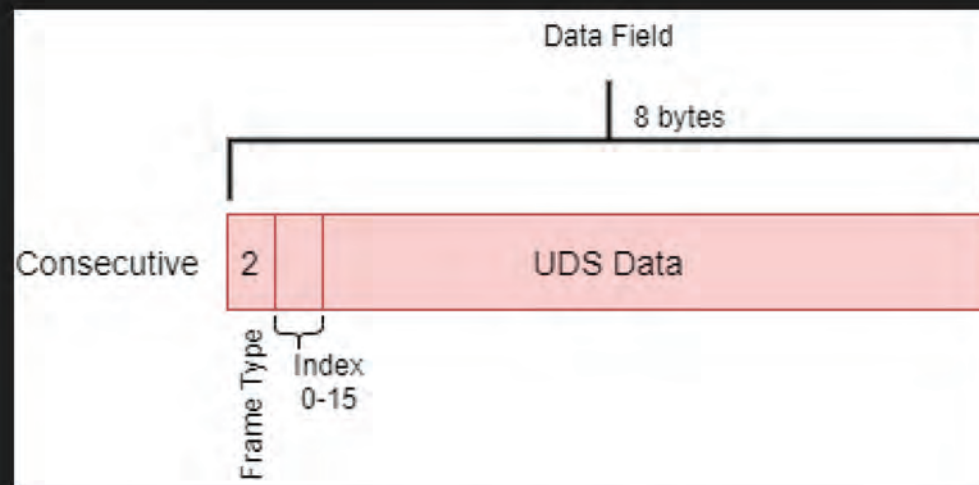 Data Field
8 bytes
Consecutive
2
UDS Data
Frame Type
Index
0-15